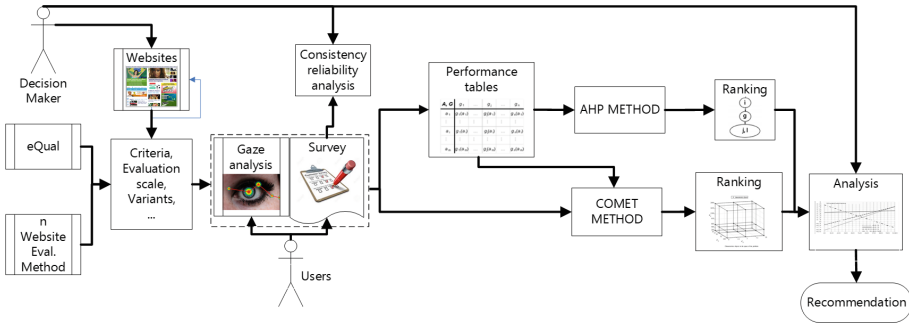 Decision
Maker
Websites
eQual
n
Website
Eval.
Method
Criteria,
Evaluation
scale,
Variants,
...
Consistency
reliability
analysis
Gaze
analysis
Survey
Users
Performance
tables
A, G
AHP METHOD
COMET
METHOD
Ranking
i
g
j,l
Ranking
Analysis
Recommendation